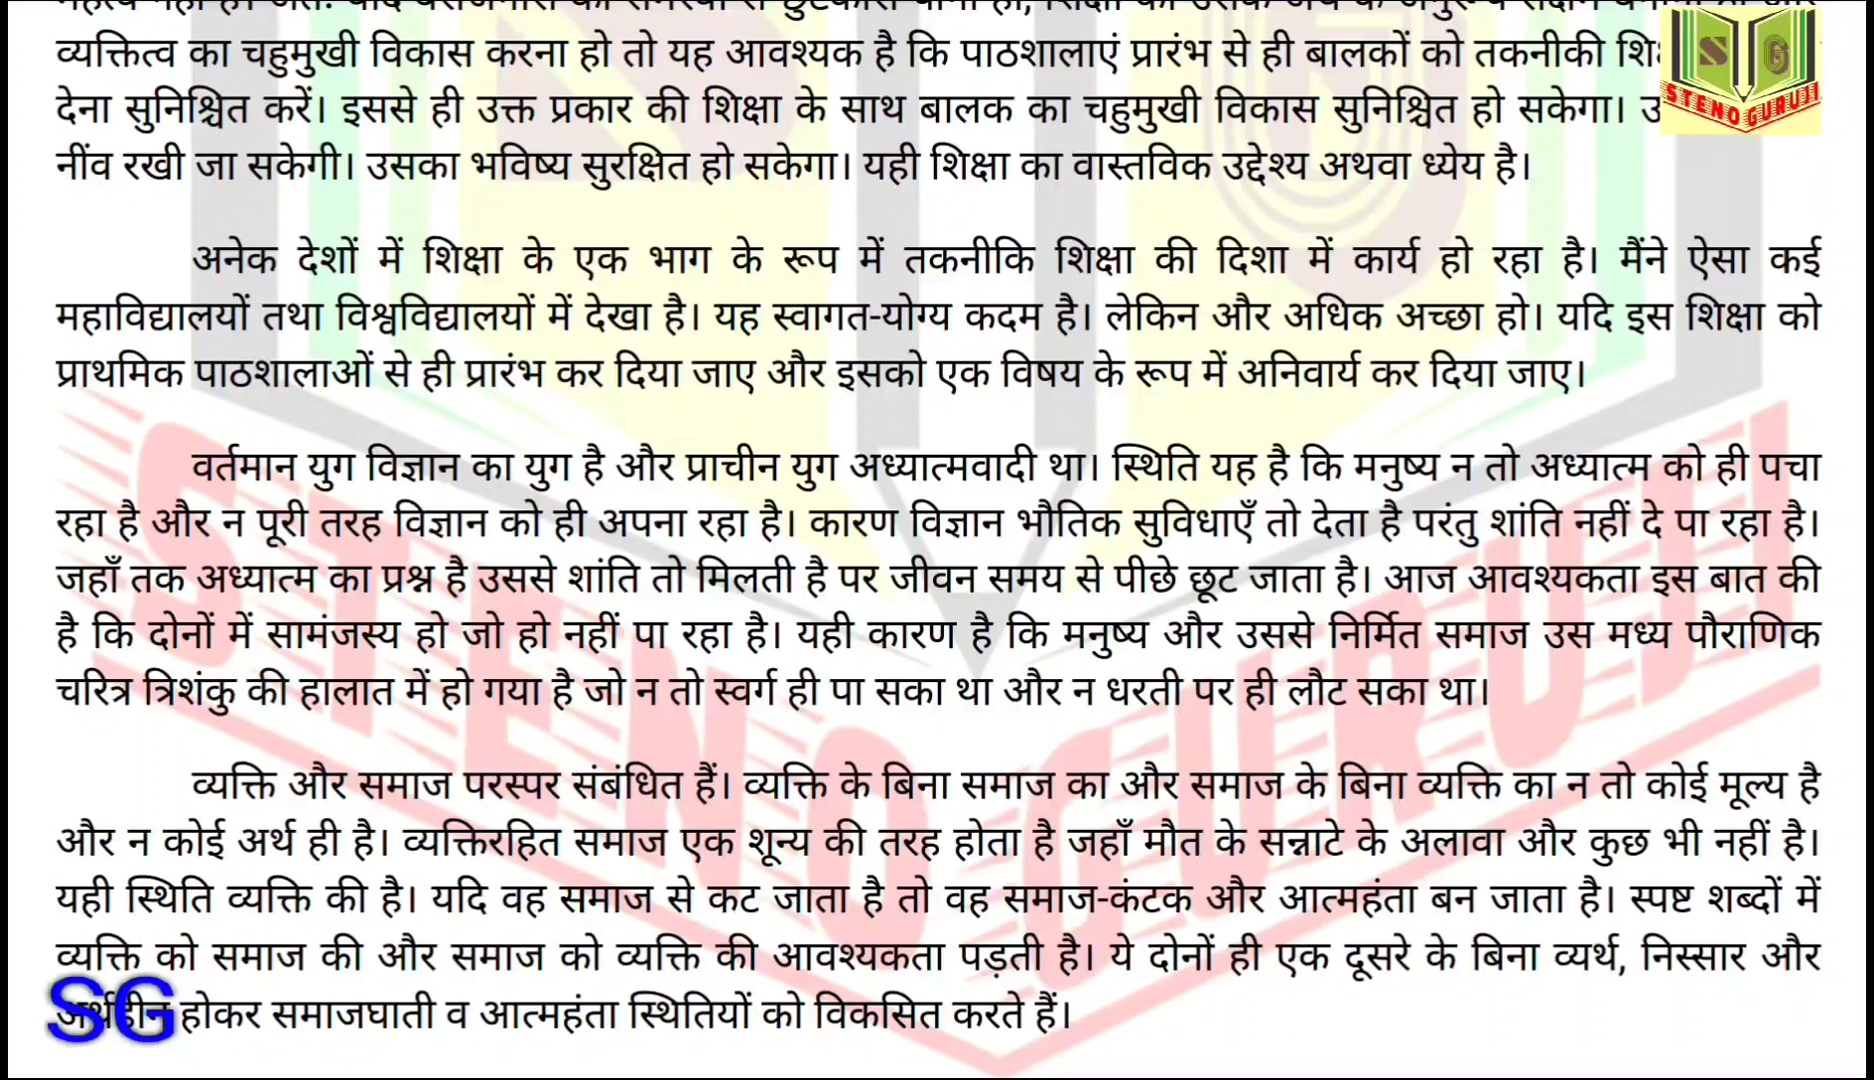 व्यक्तित्व का चहुमुखी विकास करना हो तो यह आवश्यक है कि पाठशालाएं प्रारंभ से ही बालकों को तकनीकी
देना सुनिश्चित करें। इससे ही उक्त प्रकार की शिक्षा के साथ बालक का चहुमुखी विकास सुनिश्चित हो सकेगा।
नींव रखी जा सकेगी। उसका भविष्य सुरक्षित हो सकेगा। यही शिक्षा का वास्तविक उद्देश्य अथवा ध्येय है।
S G
STENO GURUJI
अनेक देशों में शिक्षा के एक भाग के रूप में तकनीकि शिक्षा की दिशा में कार्य हो रहा है। मैंने ऐसा कई
महाविद्यालयों तथा विश्वविद्यालयों में देखा है। यह स्वागत-योग्य कदम है। लेकिन और अधिक अच्छा हो। यदि इस शिक्षा को
प्राथमिक पाठशालाओं से ही प्रारंभ कर दिया जाए और इसको एक विषय के रूप में अनिवार्य कर दिया जाए।
वर्तमान युग विज्ञान का युग है और प्राचीन युग अध्यात्मवादी था। स्थिति यह है कि मनुष्य न तो अध्यात्म को ही पचा
रहा है और न पूरी तरह विज्ञान को ही अपना रहा है। कारण विज्ञान भौतिक सुविधाएँ तो देता है परंतु शांति नहीं दे पा रहा है।
जहाँ तक अध्यात्म का प्रश्न है उससे शांति तो मिलती है पर जीवन समय से पीछे छूट जाता है। आज आवश्यकता इस बात की
है कि दोनों में सामंजस्य हो जो हो नहीं पा रहा है। यही कारण है कि मनुष्य और उससे निर्मित समाज उस मध्य पौराणिक
चरित्र त्रिशंकु की हालात में हो गया है जो न तो स्वर्ग ही पा सका था और न धरती पर ही लौट सका था।
व्यक्ति और समाज परस्पर संबंधित हैं। व्यक्ति के बिना समाज का और समाज के बिना व्यक्ति का न तो कोई मूल्य है
और न कोई अर्थ ही है। व्यक्तिरहित समाज एक शून्य की तरह होता है जहाँ मौत के सन्नाटे के अलावा और कुछ भी नहीं है।
यही स्थिति व्यक्ति की है। यदि वह समाज से कट जाता है तो वह समाज-कंटक और आत्महंता बन जाता है। स्पष्ट शब्दों में
व्यक्ति को समाज की और समाज को व्यक्ति की आवश्यकता पड़ती है। ये दोनों ही एक दूसरे के बिना व्यर्थ, निस्सार और
अर्थहीन होकर समाजघाती व आत्महंता स्थितियों को विकसित करते हैं।
SG
STENO GURUJI